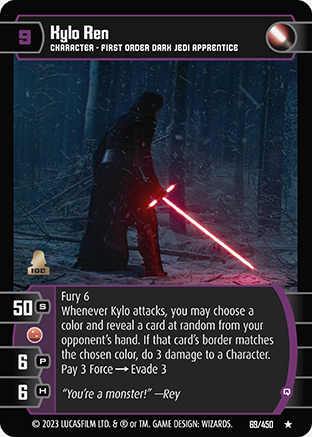 9
Kylo Ren
CHARACTER - FIRST ORDER DARK JEDI APPRENTICE
100
50 S
6 P
6 H
Fury 6
Whenever Kylo attacks, you may choose a
color and reveal a card at random from your
opponent's hand. If that card's border matches
the chosen color, do 3 damage to a Character.
Pay 3 Force → Evade 3
"You're a monster!" —Rey
© 2023 LUCASFILM LTD. & ® or TM. GAME DESIGN: WIZARDS.
69/450